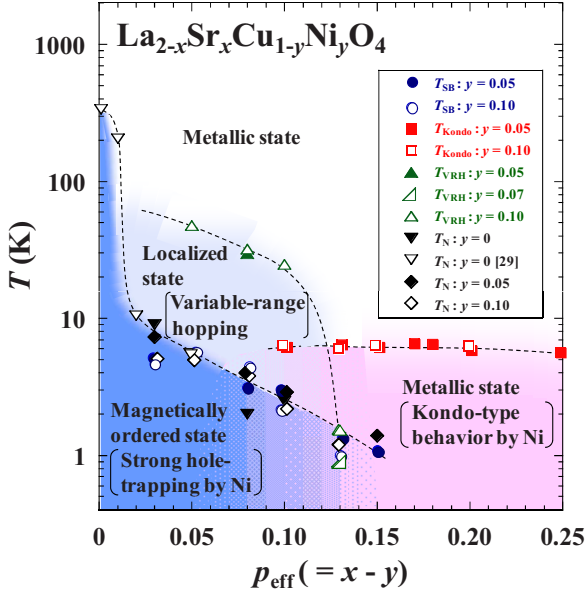 La2-xSrxCu1-yNiyO4
1000
100
10
1
T (K)
Metallic state
TSB : y = 0.05
TSB : y = 0.10
TKondo : y = 0.05
TKondo : y = 0.10
TVRH : y = 0.05
TVRH : y = 0.07
TVRH : y = 0.10
TN : y = 0
TN : y = 0 [29]
TN : y = 0.05
TN : y = 0.10
Localized
state
[Variable-range
hopping]
Magnetically
ordered state
[Strong hole-
trapping by Ni]
Metallic state
[Kondo-type
behavior by Ni]
0 0.05 0.10 0.15 0.20 0.25
peff ( = x - y)